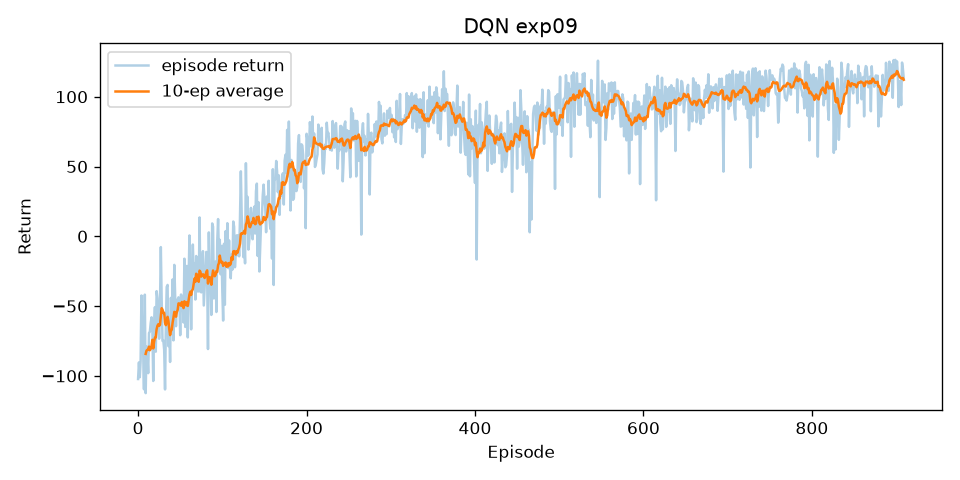 DQN exp09
episode return
10-ep average
Return
100
50
0
−50
−100
0 200 400 600 800
Episode